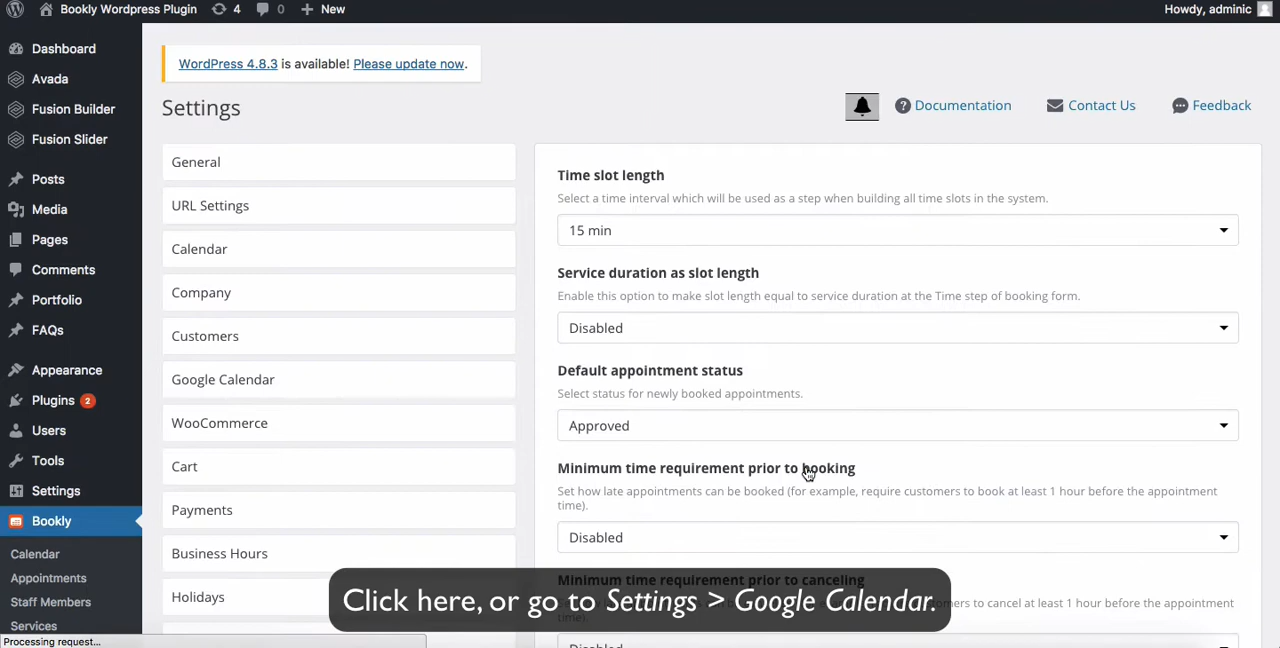 Bookly Wordpress Plugin 4 0 New Howdy, adminic
Dashboard
Avada
Fusion Builder
Fusion Slider
Posts
Media
Pages
Comments
Portfolio
FAQs
Appearance
Plugins 2
Users
Tools
Settings
Bookly
Calendar
Appointments
Staff Members
Services
Processing request...
WordPress 4.8.3 is available! Please update now.
Settings
Documentation Contact Us Feedback
General
URL Settings
Calendar
Company
Customers
Google Calendar
WooCommerce
Cart
Payments
Business Hours
Holidays
Time slot length
Select a time interval which will be used as a step when building all time slots in the system.
15 min
Service duration as slot length
Enable this option to make slot length equal to service duration at the Time step of booking form.
Disabled
Default appointment status
Select status for newly booked appointments.
Approved
Minimum time requirement prior to booking
Set how late appointments can be booked (for example, require customers to book at least 1 hour before the appointment
time).
Disabled
Minimum time requirement prior to canceling
to cancel at least 1 hour before the appointment
time).
Disabled
Click here, or go to Settings > Google Calendar.